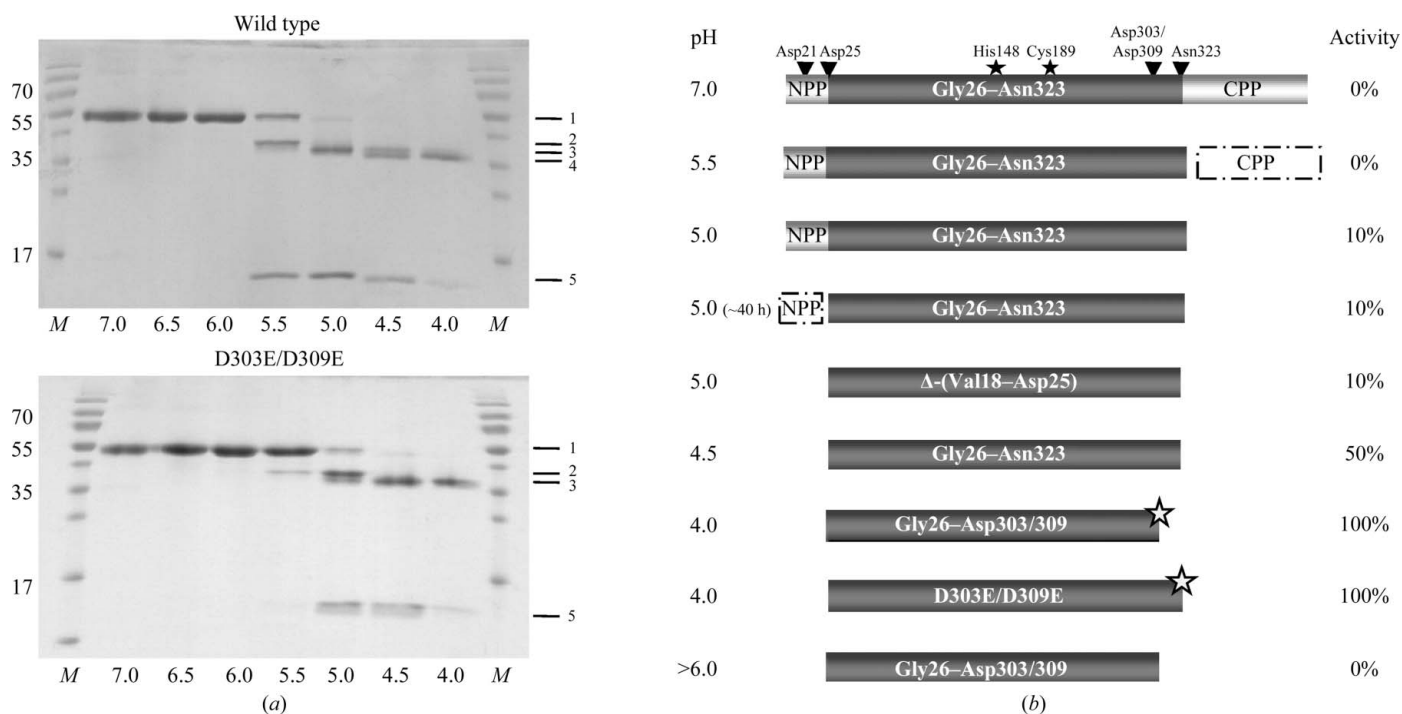 Wild type
70
55
35
17
1
2
3
4
5
M 7.0 6.5 6.0 5.5 5.0 4.5 4.0 M
D303E/D309E
70
55
35
17
1
2
3
5
M 7.0 6.5 6.0 5.5 5.0 4.5 4.0 M
(a)
pH
Asp21 Asp25 His148 Cys189 Asp303/
Asp309 Asn323
Activity
7.0 NPP Gly26–Asn323 CPP 0%
5.5 NPP Gly26–Asn323 CPP 0%
5.0 NPP Gly26–Asn323 10%
5.0 (~40 h) NPP Gly26–Asn323 10%
5.0 Δ-(Val18–Asp25) 10%
4.5 Gly26–Asn323 50%
4.0 Gly26–Asp303/309 100%
4.0 D303E/D309E 100%
>6.0 Gly26–Asp303/309 0%
(b)